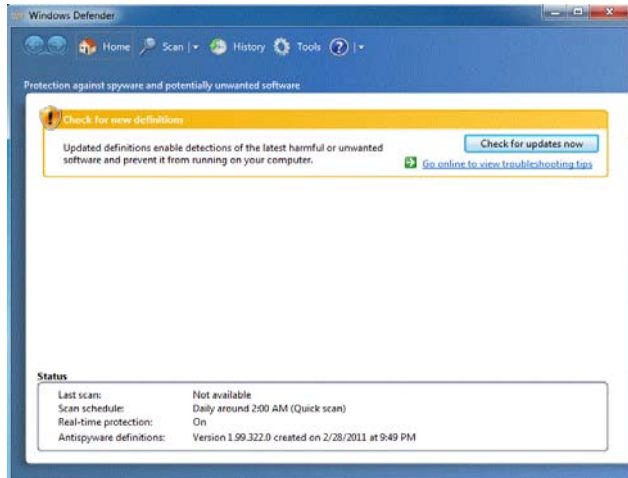 Windows Defender
Home Scan History Tools
Protection against spyware and potentially unwanted software
Check for new definitions
Updated definitions enable detections of the latest harmful or unwanted
software and prevent it from running on your computer.
Check for updates now
Go online to view troubleshooting tips
Status
Last scan: Not available
Scan schedule: Daily around 2:00 AM (Quick scan)
Real-time protection: On
Antispyware definitions: Version 1.99.322.0 created on 2/28/2011 at 9:49 PM